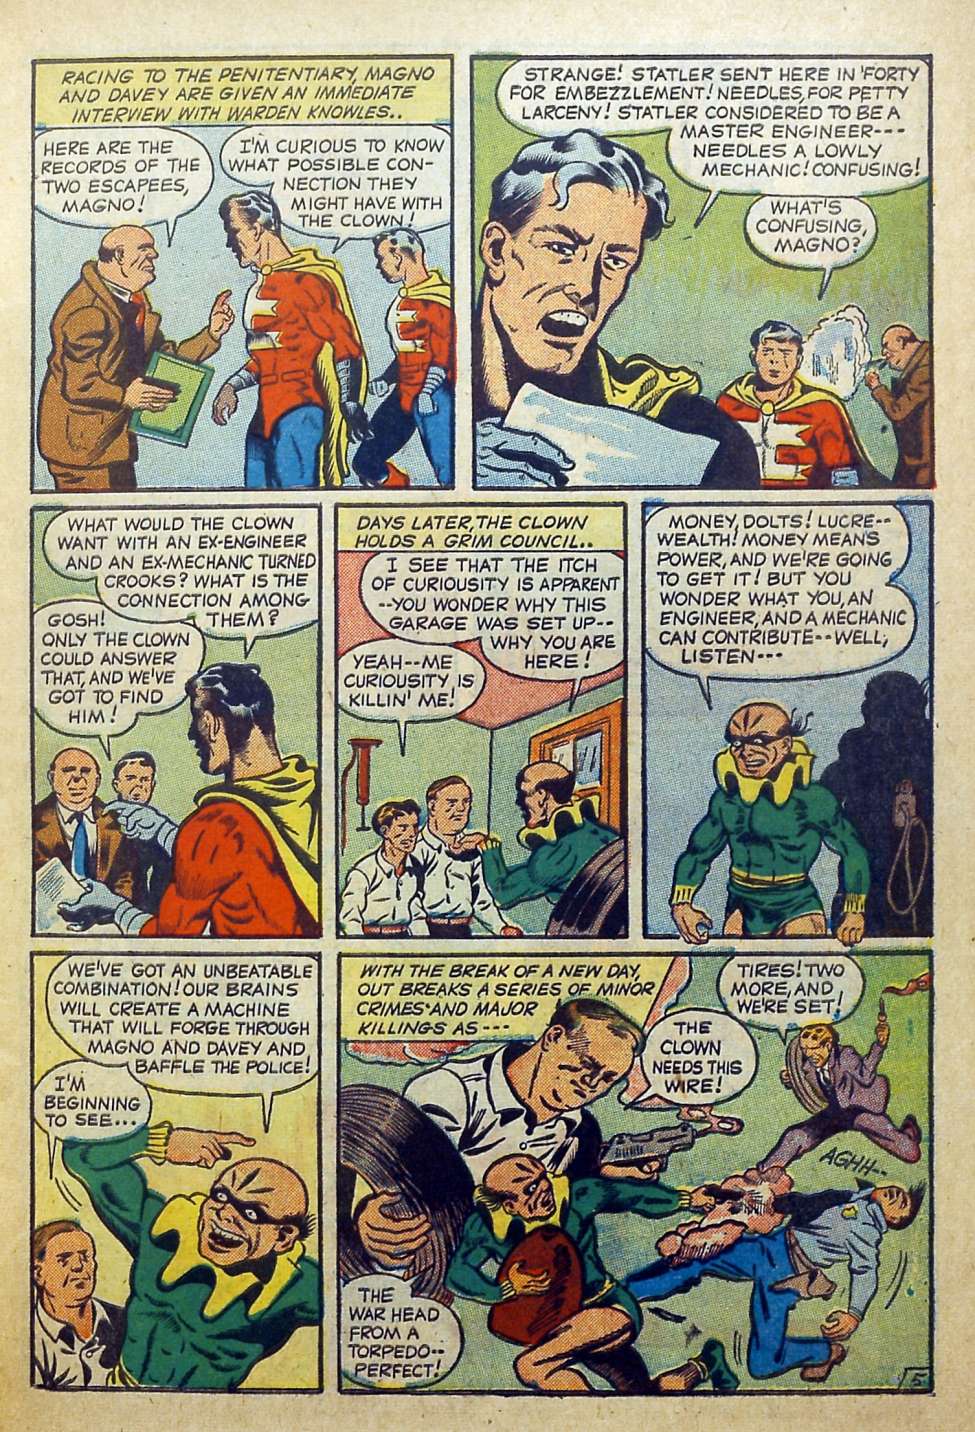 RACING TO THE PENITENTIARY, MAGNO
AND DAVEY ARE GIVEN AN IMMEDIATE
INTERVIEW WITH WARDEN KNOWLES..
HERE ARE THE
RECORDS OF THE
TWO ESCAPEES,
MAGNO!
I'M CURIOUS TO KNOW
WHAT POSSIBLE CON-
NECTION THEY
MIGHT HAVE WITH
THE CLOWN!
STRANGE! STATLER SENT HERE IN 'FORTY
FOR EMBEZZLEMENT! NEEDLES, FOR PETTY
LARCENY! STATLER CONSIDERED TO BE A
MASTER ENGINEER---
NEEDLES A LOWLY
MECHANIC! CONFUSING!
WHAT'S
CONFUSING,
MAGNO?
WHAT WOULD THE CLOWN
WANT WITH AN EX-ENGINEER
AND AN EX-MECHANIC TURNED
CROOKS? WHAT IS THE
CONNECTION AMONG
THEM?
GOSH!
ONLY THE CLOWN
COULD ANSWER
THAT, AND WE'VE
GOT TO FIND
HIM!
DAYS LATER, THE CLOWN
HOLDS A GRIM COUNCIL..
I SEE THAT THE ITCH
OF CURIOUSITY IS APPARENT
--YOU WONDER WHY THIS
GARAGE WAS SET UP--
WHY YOU ARE
HERE!
YEAH--ME
CURIOUSITY IS
KILLIN' ME!
MONEY, DOLTS! LUCRE--
WEALTH! MONEY MEANS
POWER, AND WE'RE GOING
TO GET IT! BUT YOU
WONDER WHAT YOU, AN
ENGINEER, AND A MECHANIC
CAN CONTRIBUTE--WELL,
LISTEN---
WE'VE GOT AN UNBEATABLE
COMBINATION! OUR BRAINS
WILL CREATE A MACHINE
THAT WILL FORGE THROUGH
MAGNO AND DAVEY AND
BAFFLE THE POLICE!
I'M
BEGINNING
TO SEE...
WITH THE BREAK OF A NEW DAY,
OUT BREAKS A SERIES OF MINOR
CRIMES AND MAJOR
KILLINGS AS---
THE
CLOWN
NEEDS THIS
WIRE!
TIRES! TWO
MORE, AND
WE'RE SET!
AGHH--
THE
WAR HEAD
FROM A
TORPEDO--
PERFECT!
5